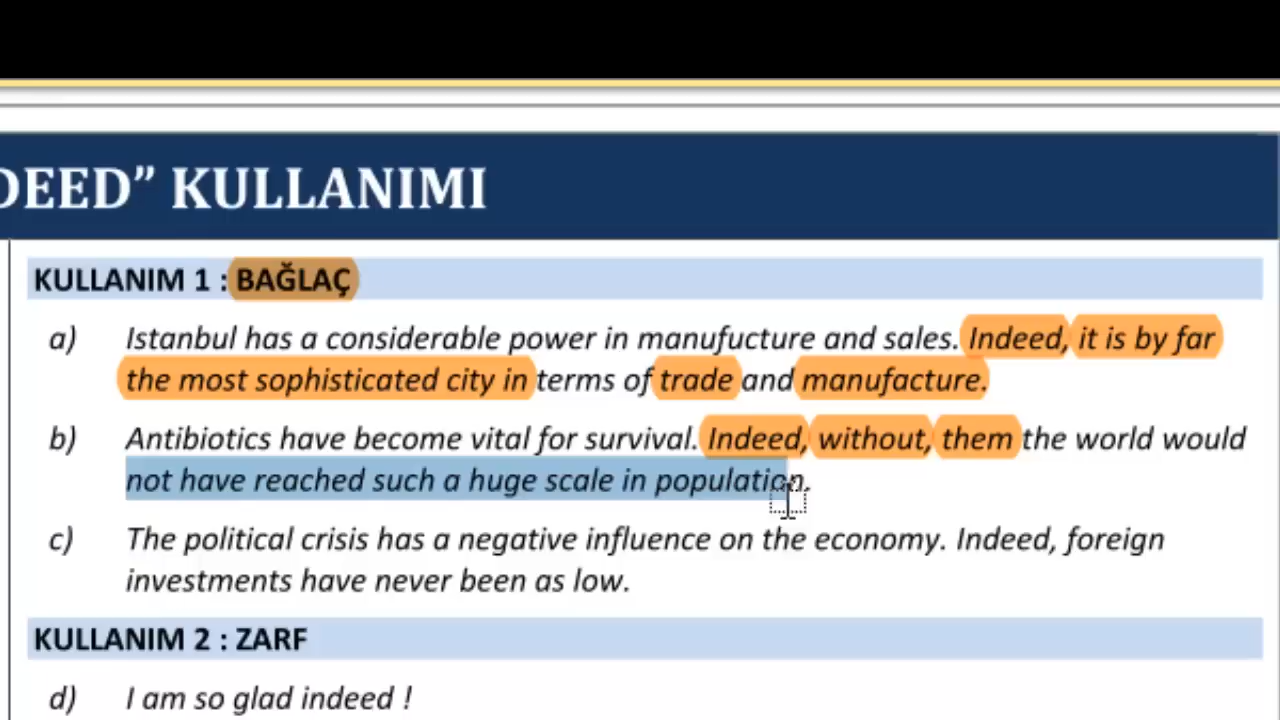 DEED” KULLANIMI
KULLANIM 1 : BAĞLAÇ
a) Istanbul has a considerable power in manufucture and sales. Indeed, it is by far
the most sophisticated city in terms of trade and manufacture.
b) Antibiotics have become vital for survival. Indeed, without, them the world would
not have reached such a huge scale in population.
c) The political crisis has a negative influence on the economy. Indeed, foreign
investments have never been as low.
KULLANIM 2 : ZARF
d) I am so glad indeed !